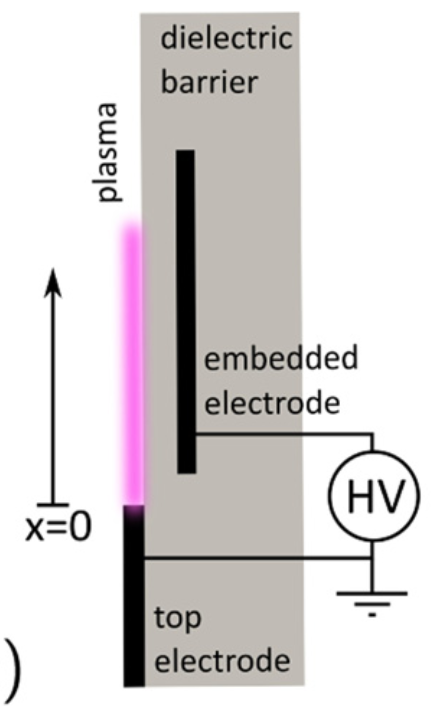 dielectric
barrier
plasma
embedded
electrode
HV
x=0
top
electrode
)